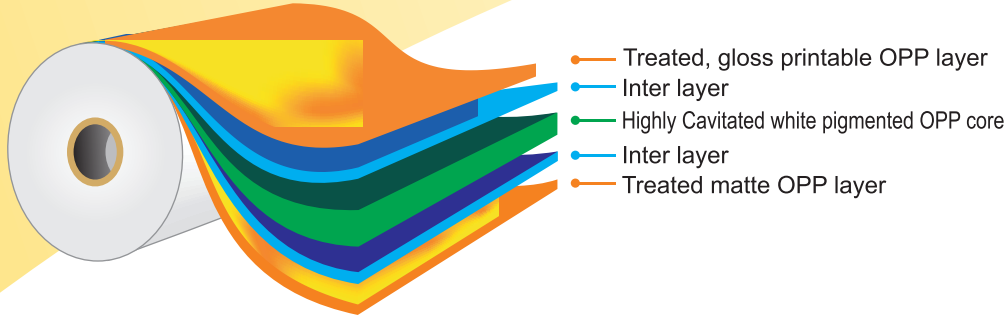 Treated, gloss printable OPP layer
Inter layer
Highly Cavitated white pigmented OPP core
Inter layer
Treated matte OPP layer